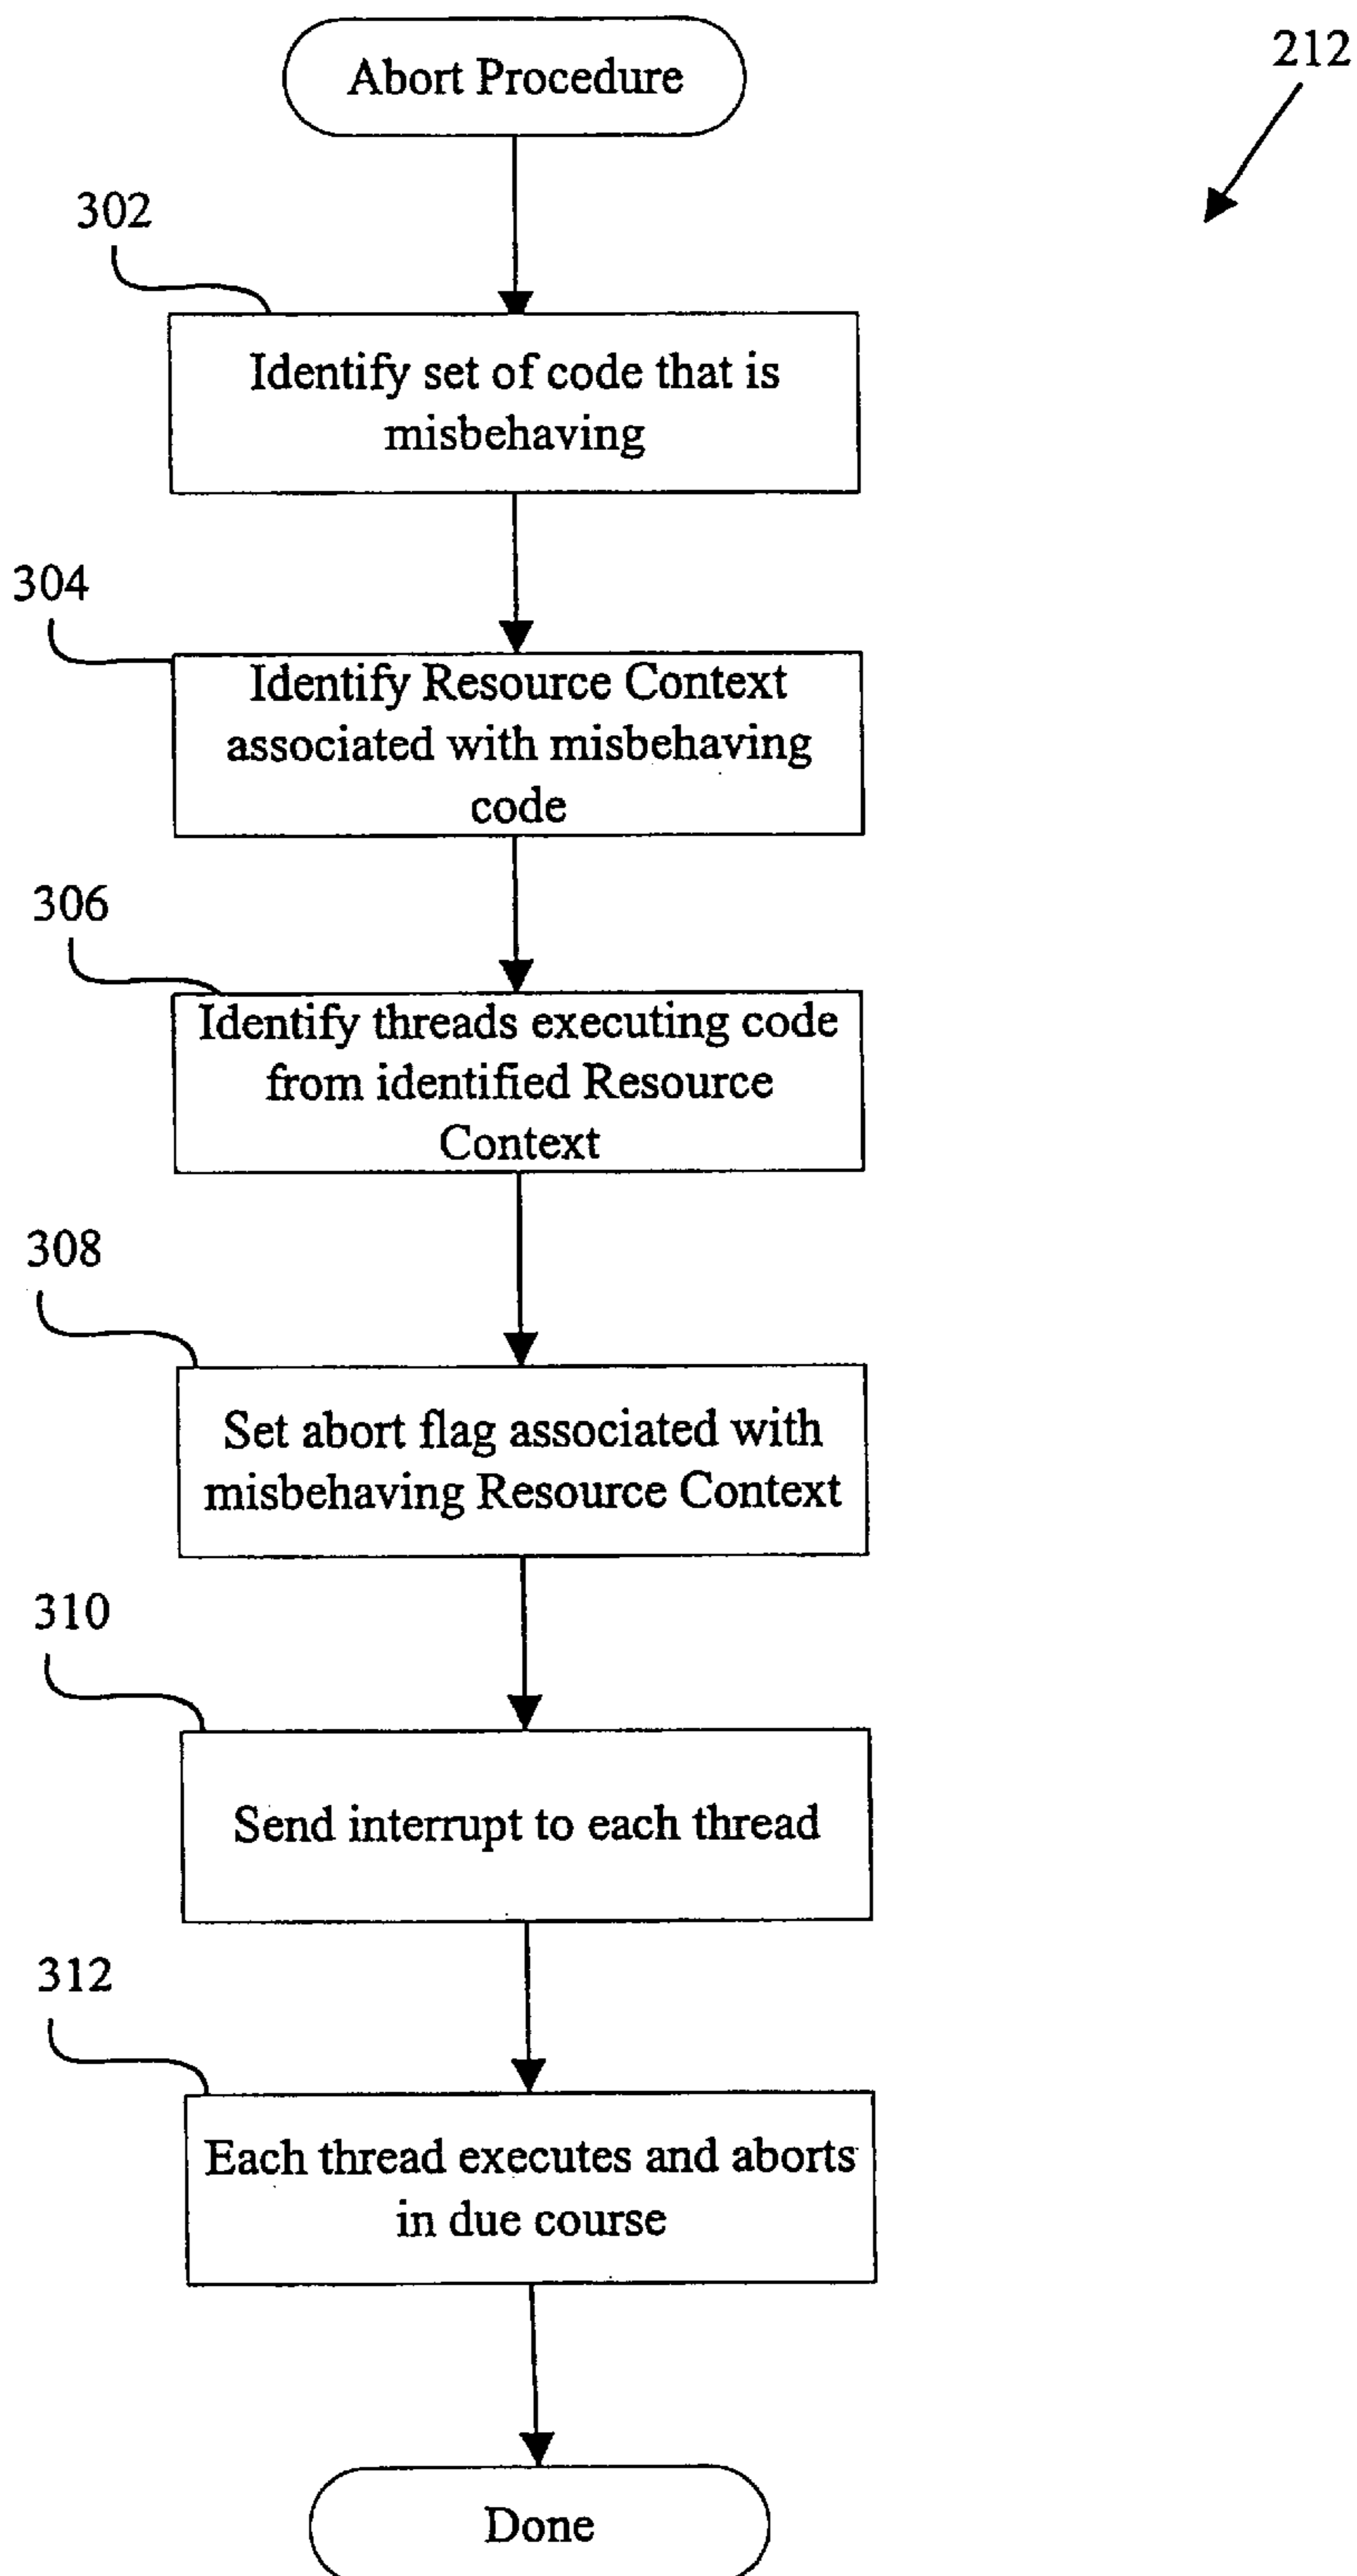 Abort Procedure
212
302
Identify set of code that is
misbehaving
304
Identify Resource Context
associated with misbehaving
code
306
Identify threads executing code
from identified Resource
Context
308
Set abort flag associated with
misbehaving Resource Context
310
Send interrupt to each thread
312
Each thread executes and aborts
in due course
Done